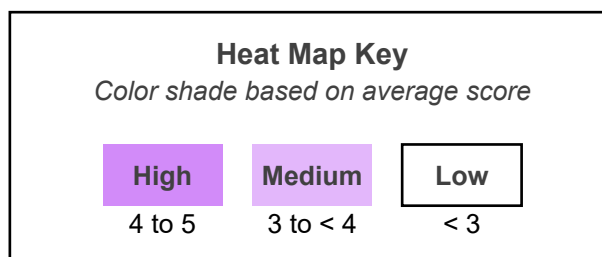 Heat Map Key
Color shade based on average score
High Medium Low
4 to 5 3 to < 4 < 3